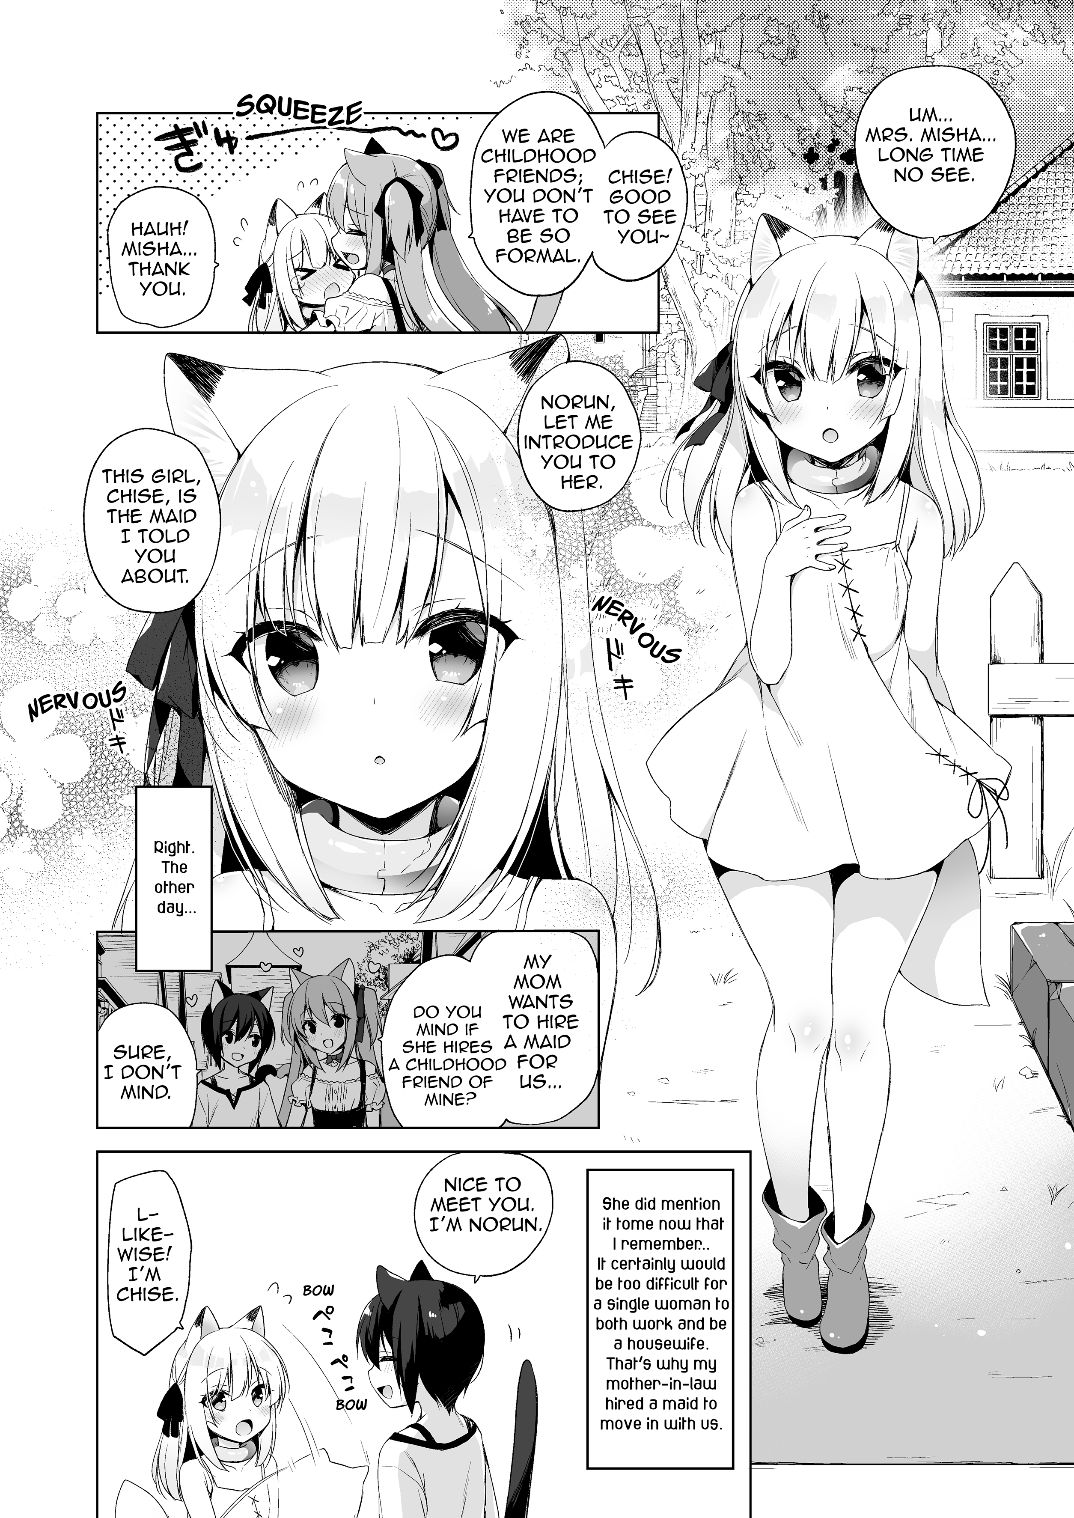 UM...
MRS. MISHA...
LONG TIME
NO SEE.
CHISE!
GOOD
TO SEE
YOU~
WE ARE
CHILDHOOD
FRIENDS;
YOU DON'T
HAVE TO
BE SO
FORMAL.
SQUEEZE
ぎゅー♡
HAUH!
MISHA...
THANK
YOU.
NORUN,
LET ME
INTRODUCE
YOU TO
HER.
THIS GIRL,
CHISE, IS
THE MAID
I TOLD
YOU
ABOUT.
NERVOUS
ドキ
NERVOUS
ドキ
Right.
The
other
day...
MY
MOM
WANTS
TO HIRE
A MAID
FOR
US...
DO YOU
MIND IF
SHE HIRES
A CHILDHOOD
FRIEND OF
MINE?
SURE,
I DON'T
MIND.
She did mention
it tome now that
I remember..
It certainly would
be too difficult for
a single woman to
both work and be
a housewife.
That's why my
mother-in-law
hired a maid to
move in with us.
NICE TO
MEET YOU.
I'M NORUN.
BOW
ぺこ
ぺこ
BOW
L-
LIKE-
WISE!
I'M
CHISE.